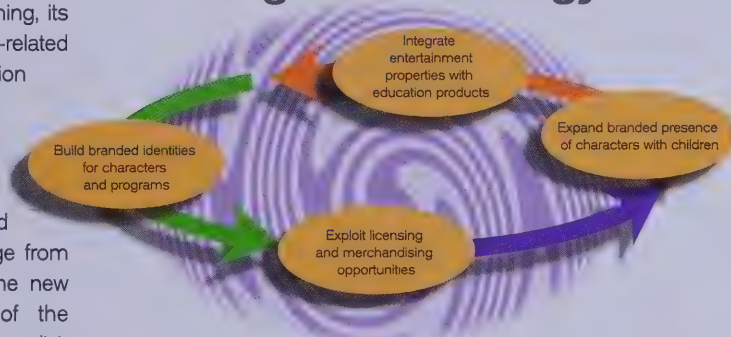 ning, its
-related
ion
d
ge from
he new
of the
Integrate
entertainment
properties with
education products
Expand branded presence
of characters with children
Build branded identities
for characters
and programs
Exploit licensing
and merchandising
opportunities